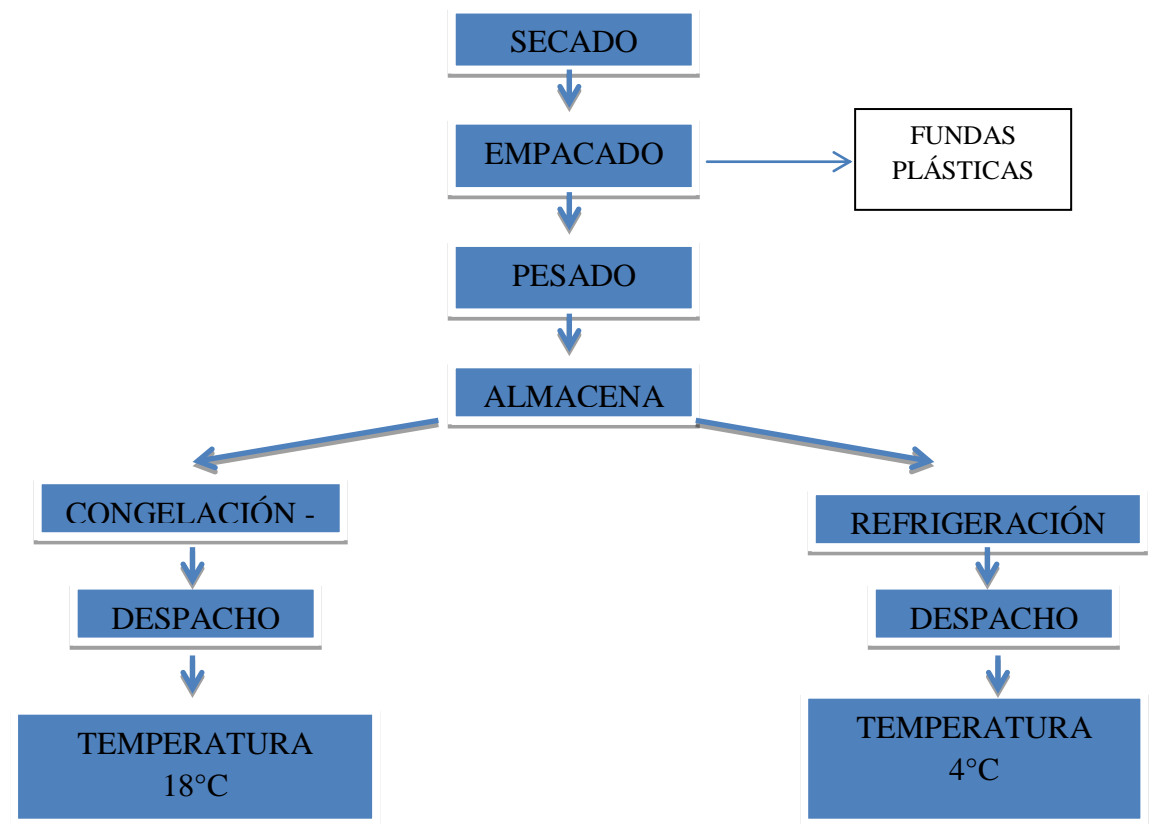 SECADO
EMPACADO
FUNDAS
PLÁSTICAS
PESADO
ALMACENA
CONGELACIÓN -
REFRIGERACIÓN
DESPACHO
DESPACHO
TEMPERATURA
18°C
TEMPERATURA
4°C